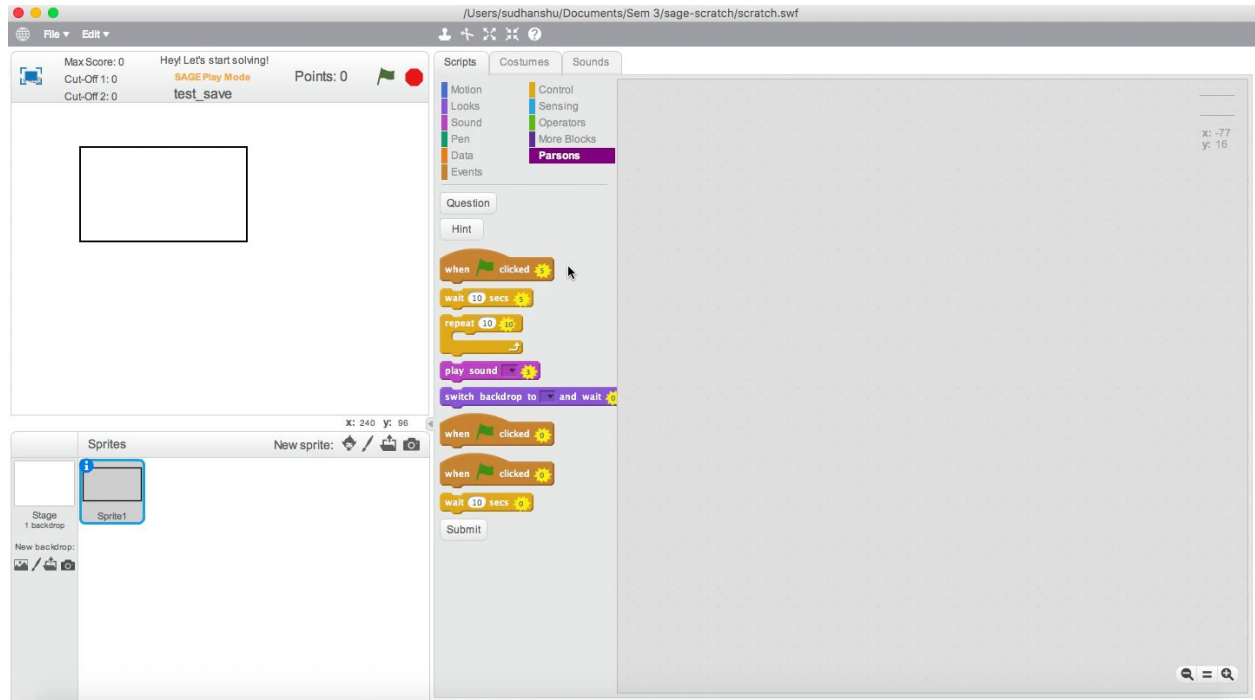 /Users/sudhanshu/Documents/Sem 3/sage-scratch/scratch.swf
File ▾ Edit ▾
Max Score: 0
Cut-Off 1: 0
Cut-Off 2: 0
Hey! Let's start solving!
SAGE Play Mode
test_save
Points: 0
X: 240 Y: 96
Sprites
New sprite:
Stage
1 backdrop
New backdrop:
Sprite1
Scripts Costumes Sounds
Motion
Looks
Sound
Pen
Data
Events
Control
Sensing
Operators
More Blocks
Parsons
Question
Hint
when clicked 5
wait 10 secs 5
repeat 10 10
play sound 3
switch backdrop to and wait 0
when clicked 0
when clicked 0
wait 10 secs 0
Submit
x: -77
y: 16